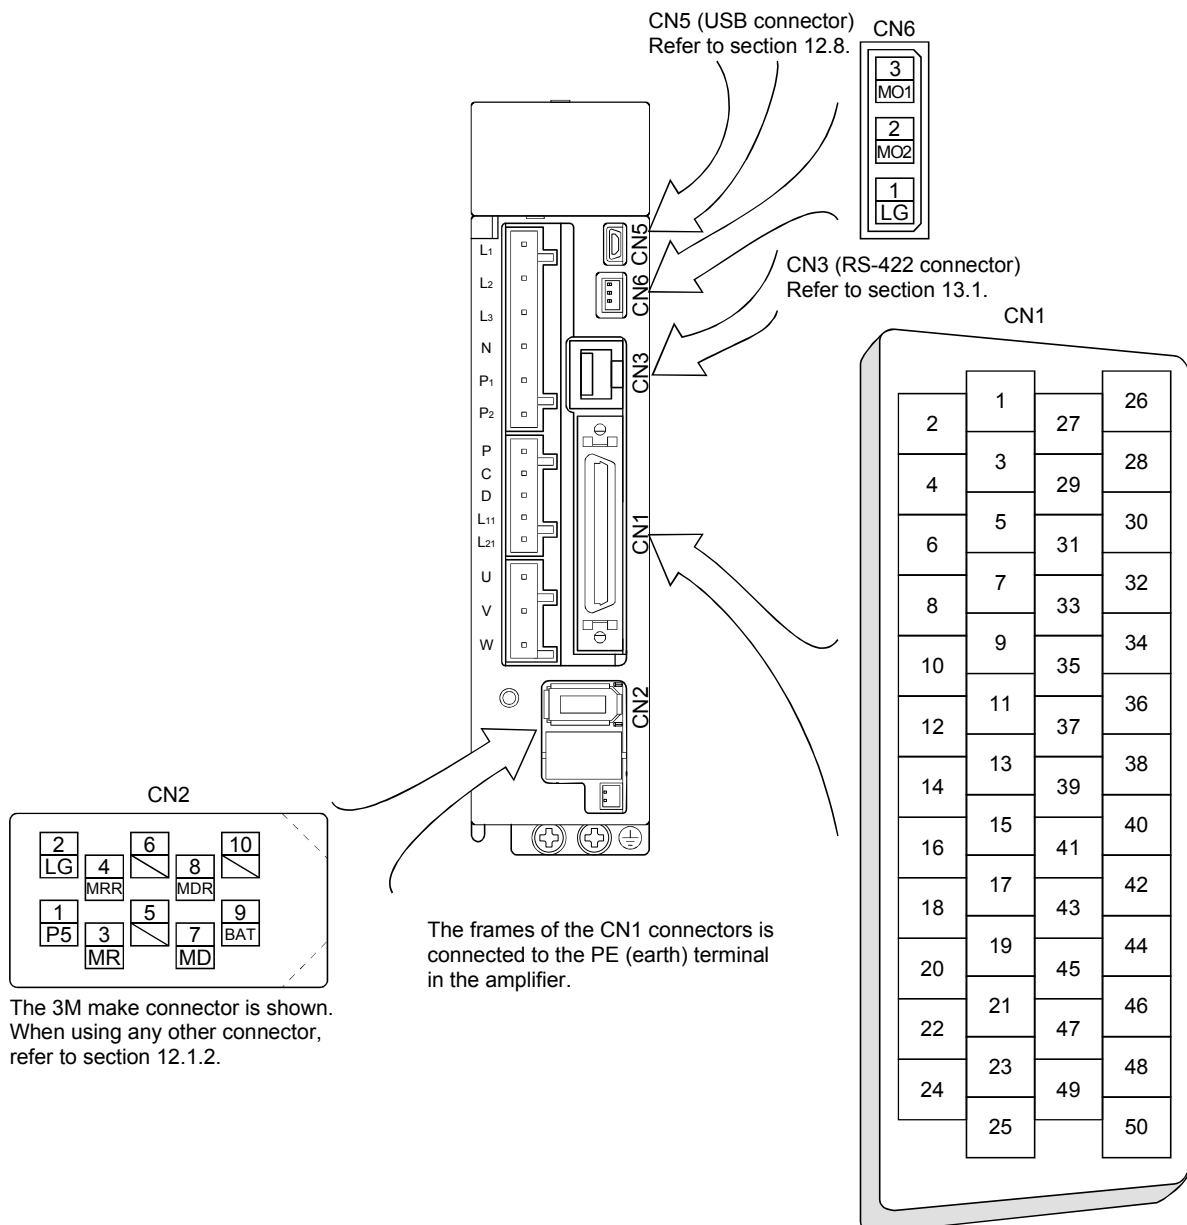 CN5 (USB connector)
Refer to section 12.8.
CN6
3
MO1
2
MO2
1
LG
CN3 (RS-422 connector)
Refer to section 13.1.
L1
L2
L3
N
P1
P2
P
C
D
L11
L21
U
V
W
CN5
CN6
CN3
CN1
CN2
CN1
1 26
2 27
3 28
4 29
5 30
6 31
7 32
8 33
9 34
10 35
11 36
12 37
13 38
14 39
15 40
16 41
17 42
18 43
19 44
20 45
21 46
22 47
23 48
24 49
25 50
CN2
2 6 10
LG 4 8
MRR MDR
1 5 9
P5 3 7 BAT
MR MD
The 3M make connector is shown.
When using any other connector,
refer to section 12.1.2.
The frames of the CN1 connectors is
connected to the PE (earth) terminal
in the amplifier.